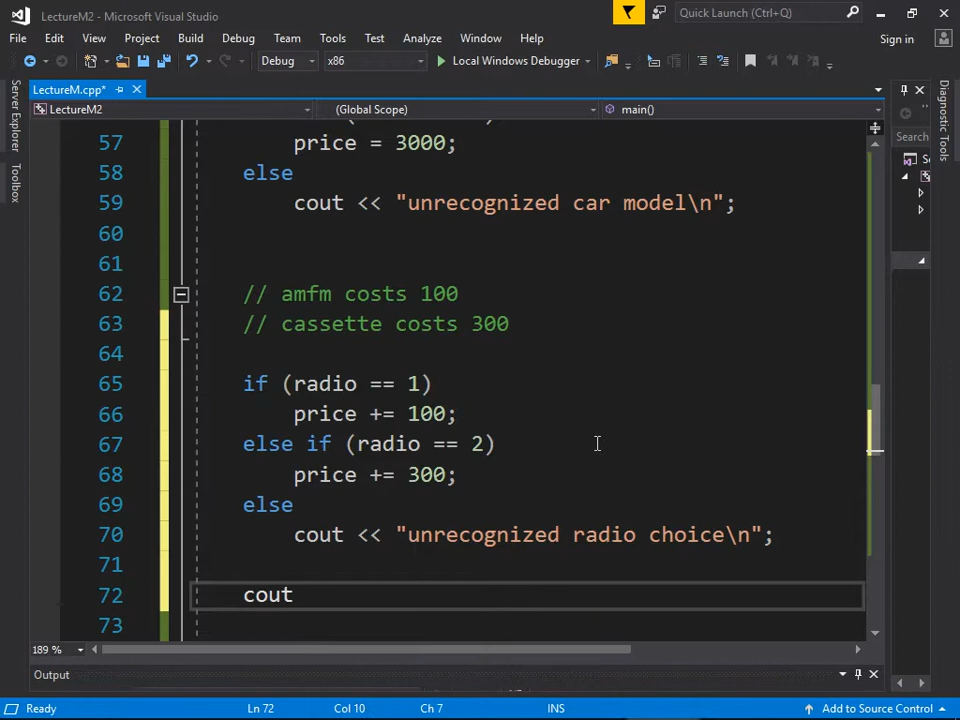 LectureM2 - Microsoft Visual Studio
Quick Launch (Ctrl+Q)
File Edit View Project Build Debug Team Tools Test Analyze Window Help
Sign in
Debug x86 Local Windows Debugger
LectureM.cpp*
LectureM2 (Global Scope) main()
Server Explorer
Toolbox
Diagnostic Tools
Search
57 price = 3000;
58 else
59 cout << "unrecognized car model\n";
60
61
62 // amfm costs 100
63 // cassette costs 300
64
65 if (radio == 1)
66 price += 100;
67 else if (radio == 2)
68 price += 300;
69 else
70 cout << "unrecognized radio choice\n";
71
72 cout
73
189 %
Output
Ready Ln 72 Col 10 Ch 7 INS Add to Source Control